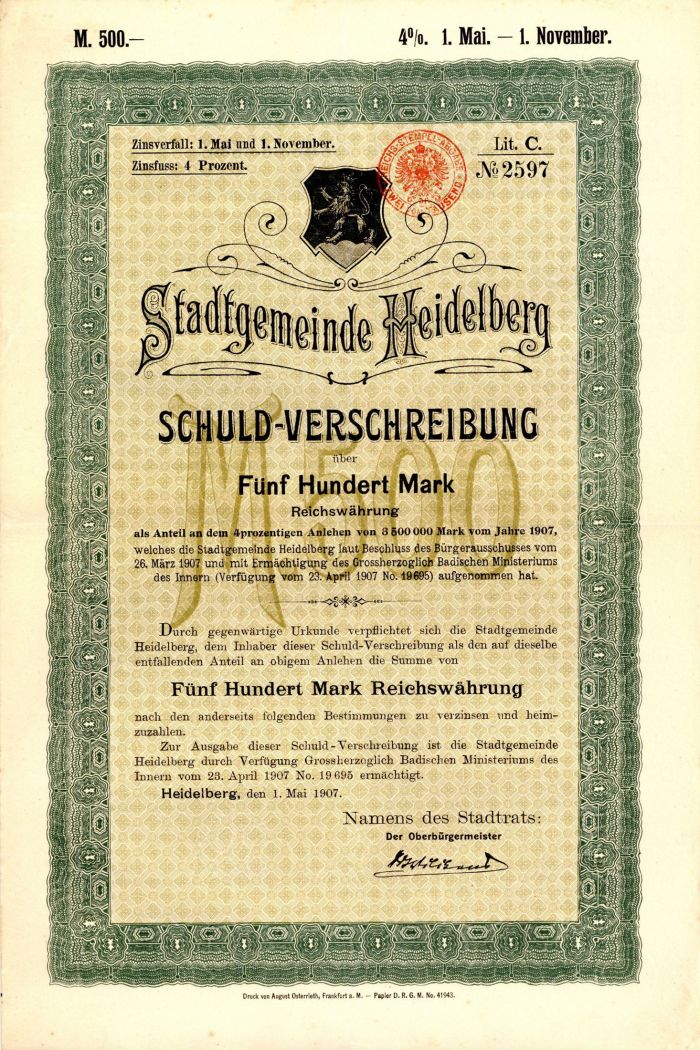 M. 500.—
4%. 1. Mai. — 1. November.
Zinsverfall: 1. Mai und 1. November.
Zinsfuss: 4 Prozent.
REICHS-STEMPEL-ABGABE
TAUSEND
Lit. C.
No 2597
Stadtgemeinde Heidelberg
SCHULD-VERSCHREIBUNG
M 500
über
Fünf Hundert Mark
Reichswährung
als Anteil an dem 4prozentigen Anlehen von 3 500 000 Mark vom Jahre 1907,
welches die Stadtgemeinde Heidelberg laut Beschluss des Bürgerausschusses vom
26. März 1907 und mit Ermächtigung des Grossherzoglich Badischen Ministeriums
des Innern (Verfügung vom 23. April 1907 No. 19695) aufgenommen hat.
Durch gegenwärtige Urkunde verpflichtet sich die Stadtgemeinde
Heidelberg, dem Inhaber dieser Schuld-Verschreibung als den auf dieselbe
entfallenden Anteil an obigem Anlehen die Summe von
Fünf Hundert Mark Reichswährung
nach den anderseits folgenden Bestimmungen zu verzinsen und heim-
zuzahlen.
Zur Ausgabe dieser Schuld-Verschreibung ist die Stadtgemeinde
Heidelberg durch Verfügung Grossherzoglich Badischen Ministeriums des
Innern vom 23. April 1907 No. 19 695 ermächtigt.
Heidelberg, den 1. Mai 1907.
Namens des Stadtrats:
Der Oberbürgermeister
Druck von August Osterrieth, Frankfurt a. M. — Papier D. R. G. M. No. 41943.